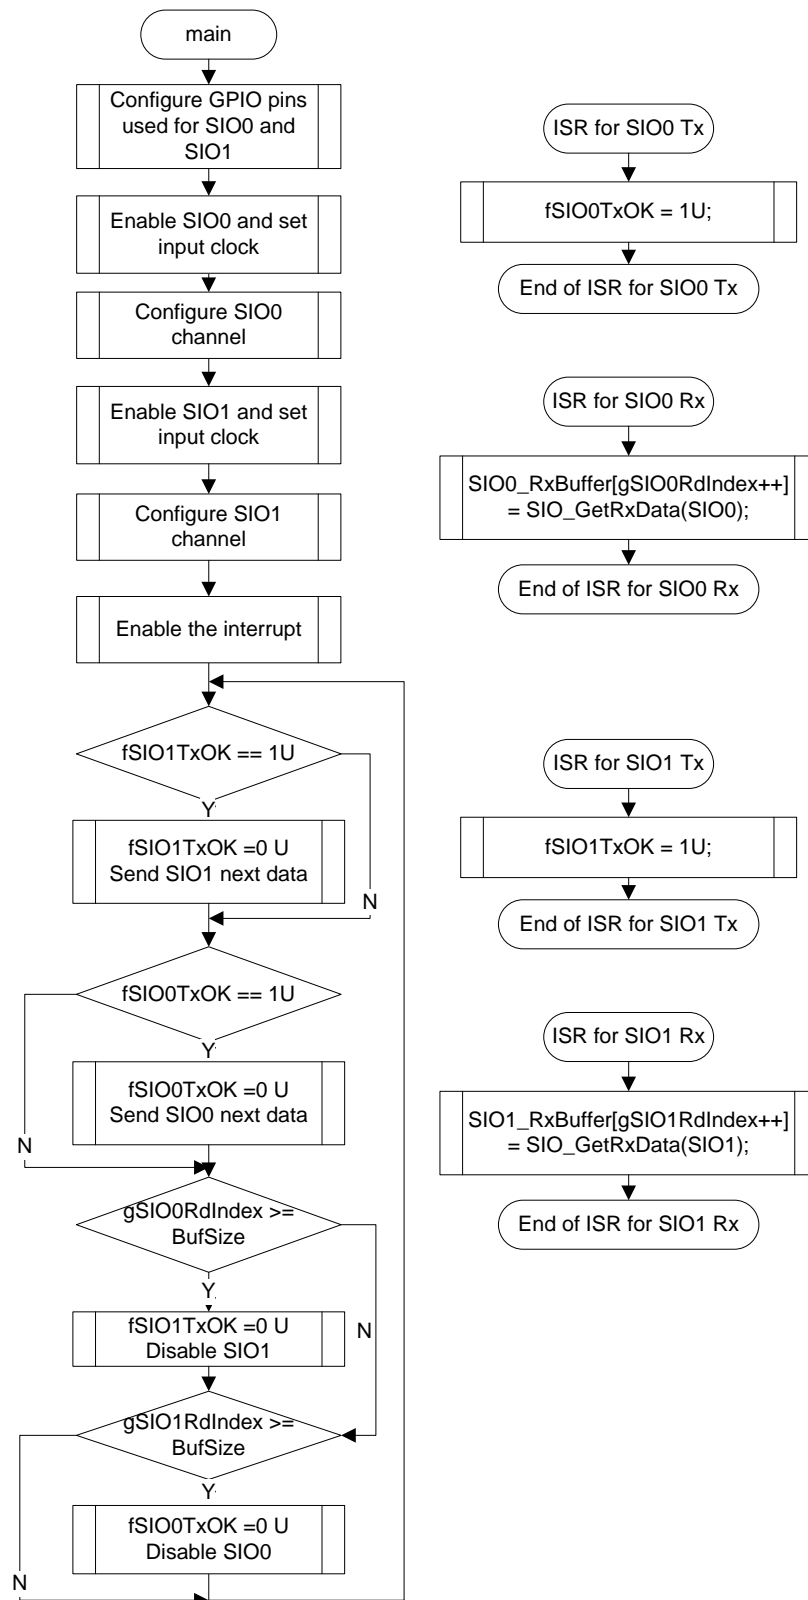 main
Configure GPIO pins
used for SIO0 and
SIO1
Enable SIO0 and set
input clock
Configure SIO0
channel
Enable SIO1 and set
input clock
Configure SIO1
channel
Enable the interrupt
fSIO1TxOK == 1U
Y
fSIO1TxOK =0 U
Send SIO1 next data
N
fSIO0TxOK == 1U
Y
fSIO0TxOK =0 U
Send SIO0 next data
N
gSIO0RdIndex >=
BufSize
Y
fSIO1TxOK =0 U
Disable SIO1
N
gSIO1RdIndex >=
BufSize
Y
fSIO0TxOK =0 U
Disable SIO0
N
ISR for SIO0 Tx
fSIO0TxOK = 1U;
End of ISR for SIO0 Tx
ISR for SIO0 Rx
SIO0_RxBuffer[gSIO0RdIndex++]
= SIO_GetRxData(SIO0);
End of ISR for SIO0 Rx
ISR for SIO1 Tx
fSIO1TxOK = 1U;
End of ISR for SIO1 Tx
ISR for SIO1 Rx
SIO1_RxBuffer[gSIO1RdIndex++]
= SIO_GetRxData(SIO1);
End of ISR for SIO1 Rx